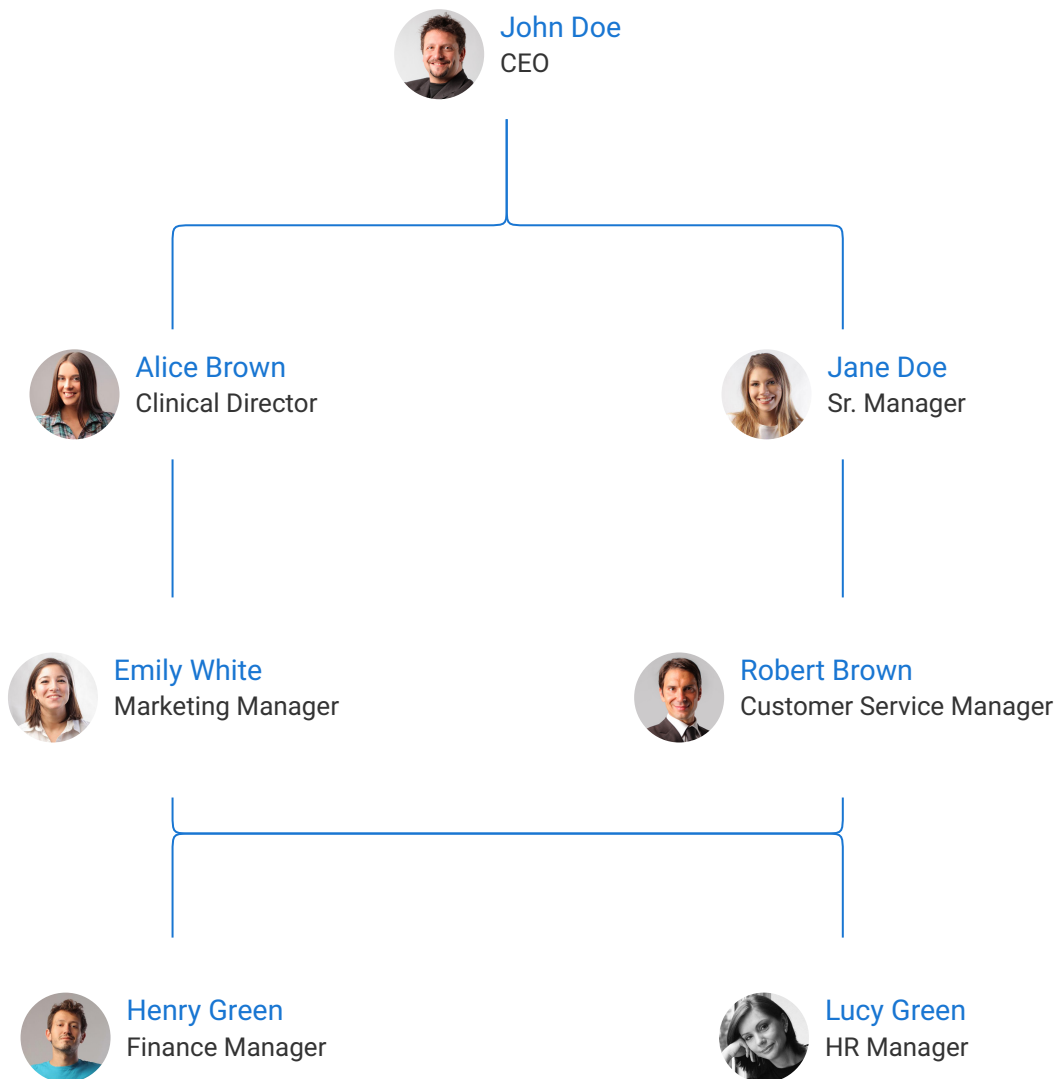 John Doe
CEO
Alice Brown
Clinical Director
Jane Doe
Sr. Manager
Emily White
Marketing Manager
Robert Brown
Customer Service Manager
Henry Green
Finance Manager
Lucy Green
HR Manager